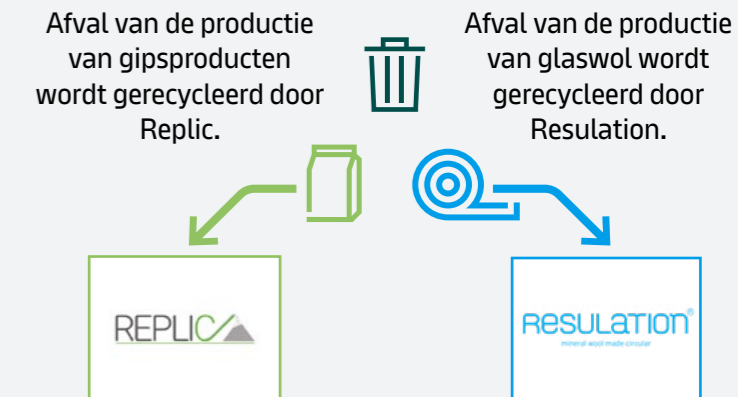 Afval van de productie
van gipsproducten
wordt gerecycleerd door
Replic.
Afval van de productie
van glaswol wordt
gerecycleerd door
Resulation.
REPLIC
RESULATION®
mineral wool made circular